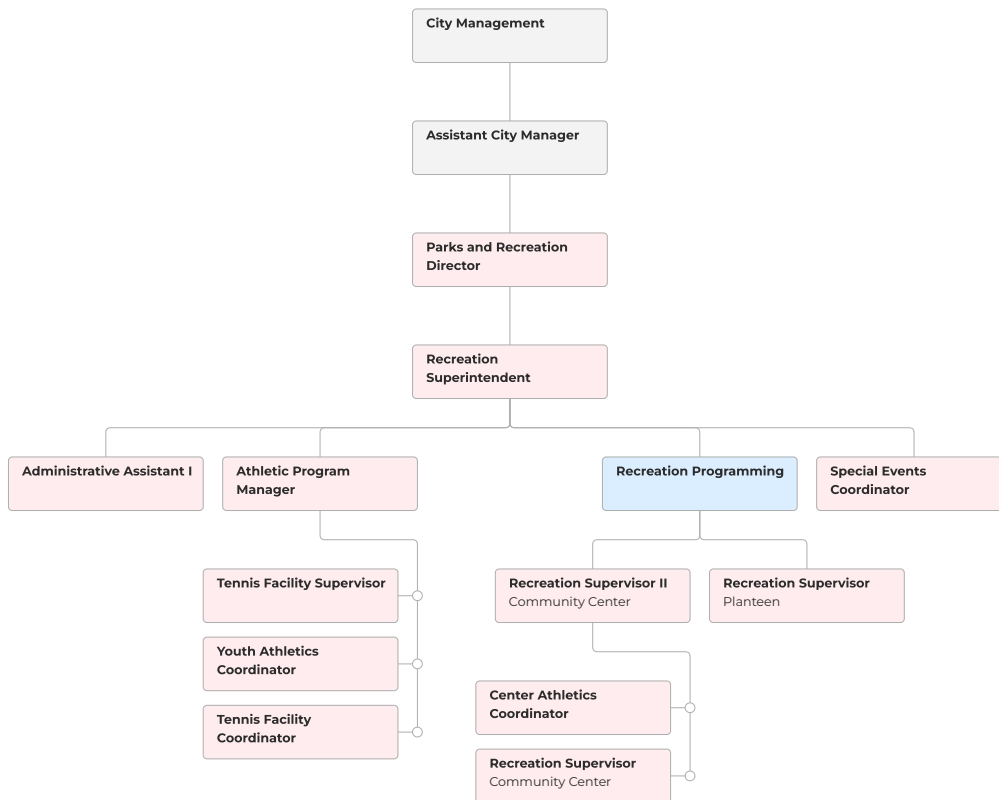 City Management
Assistant City Manager
Parks and Recreation
Director
Recreation
Superintendent
Administrative Assistant I
Athletic Program
Manager
Recreation Programming
Special Events
Coordinator
Tennis Facility Supervisor
Youth Athletics
Coordinator
Tennis Facility
Coordinator
Recreation Supervisor II
Community Center
Recreation Supervisor
Planteen
Center Athletics
Coordinator
Recreation Supervisor
Community Center